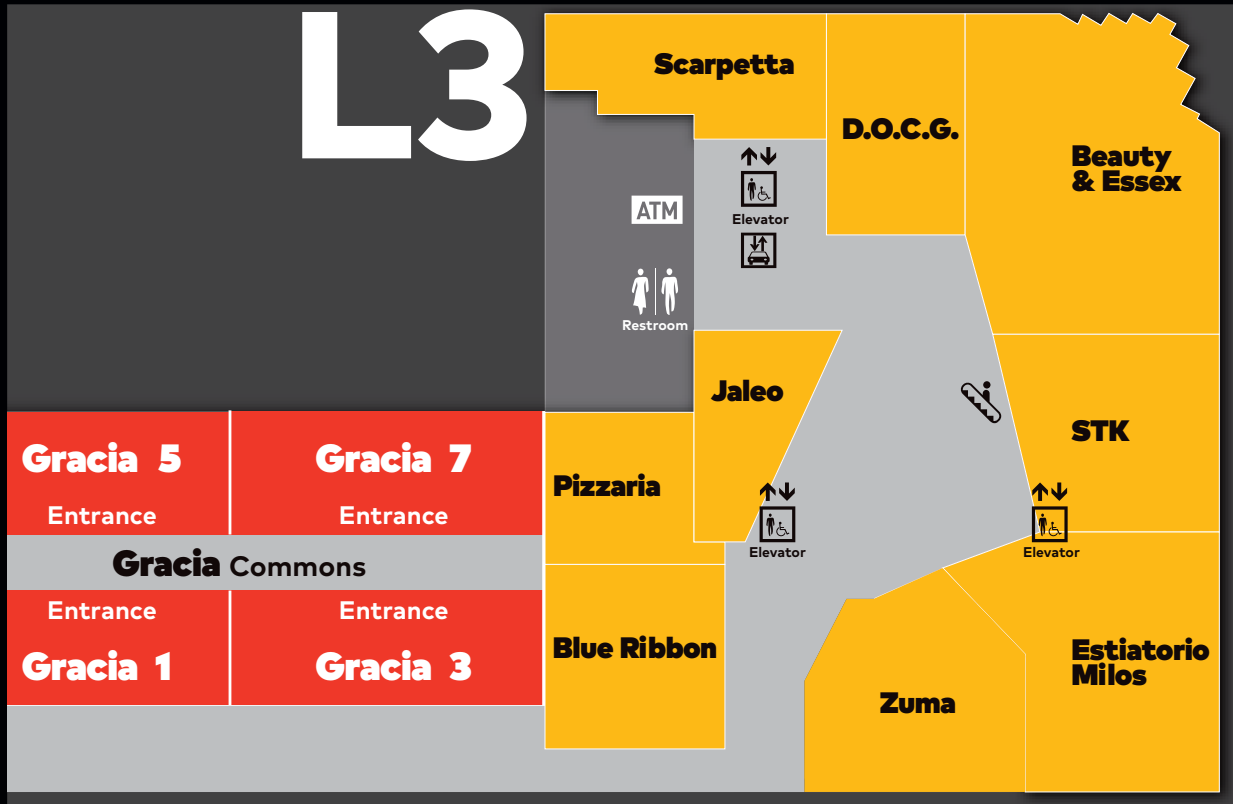 L3
Scarpetta
D.O.C.G.
Beauty
& Essex
Elevator
ATM
Restroom
Jaleo
STK
Gracia 5
Gracia 7
Pizzaria
Entrance
Entrance
Elevator
Elevator
Gracia Commons
Entrance
Entrance
Gracia 1
Gracia 3
Blue Ribbon
Estiatorio
Milos
Zuma